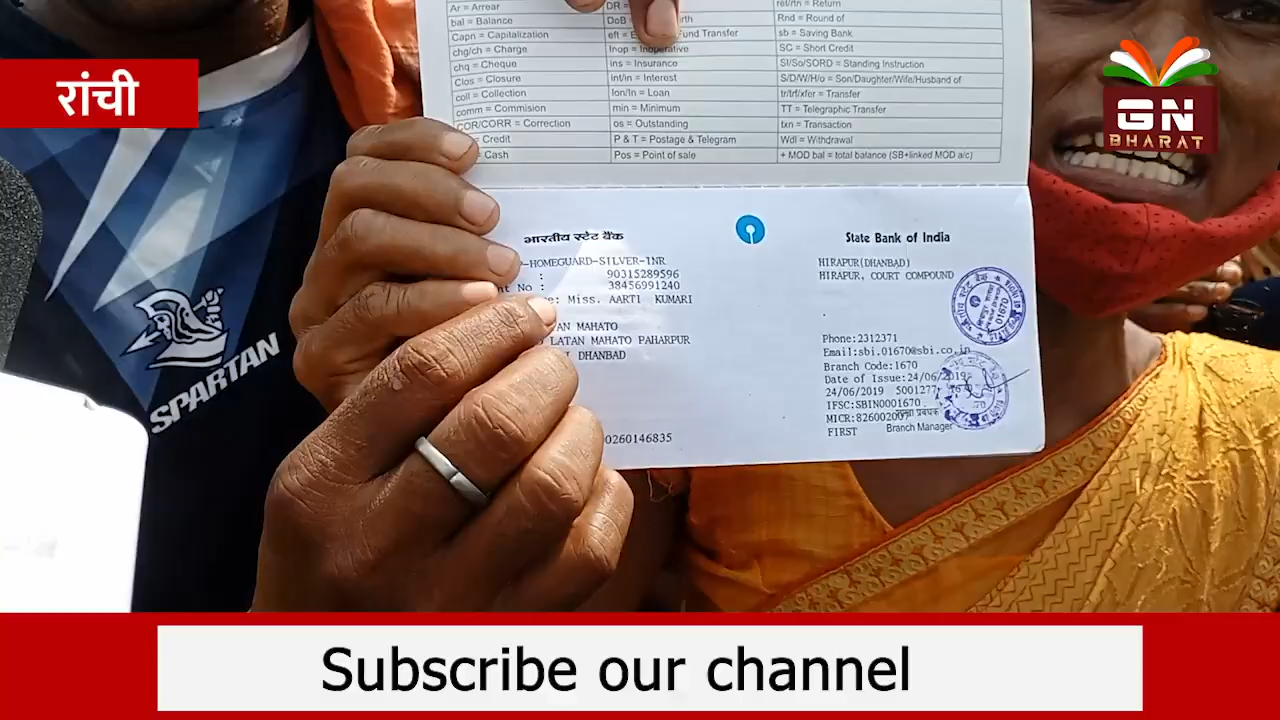 Ar = Arrear
DR =
ret/rtn = Return
bal = Balance
DoB
Rnd = Round of
Capn = Capitalization
eft = Fund Transfer
sb = Saving Bank
chg/ch = Charge
Inop = Inoperative
SC = Short Credit
chq = Cheque
ins = Insurance
SI/So/SORD = Standing Instruction
Clos = Closure
int/in = Interest
S/D/W/H/o = Son/Daughter/Wife/Husband of
coll = Collection
lon/ln = Loan
tr/trf/xfer = Transfer
comm = Commision
min = Minimum
TT = Telegraphic Transfer
COR/CORR = Correction
os = Outstanding
txn = Transaction
= Credit
P & T = Postage & Telegram
Wdl = Withdrawal
= Cash
Pos = Point of sale
+ MOD bal = total balance (SB+linked MOD a/c)
रांची
GN
BHARAT
भारतीय स्टेट बैंक
State Bank of India
P-HOMEGUARD-SILVER-INR
: 90315289596
No : 38456991240
: Miss. AARTI KUMARI
MAHATO
LATAN MAHATO PAHARPUR
DHANBAD
0260146835
HIRAPUR(DHANBAD)
HIRAPUR, COURT COMPOUND
Phone:2312371
Email:sbi.01670@sbi.co.in
Branch Code:1670
Date of Issue:24/06/2019
24/06/2019
IFSC:SBIN0001670
MICR:826002007
FIRST
Branch Manager
01670
SPARTAN
Subscribe our channel